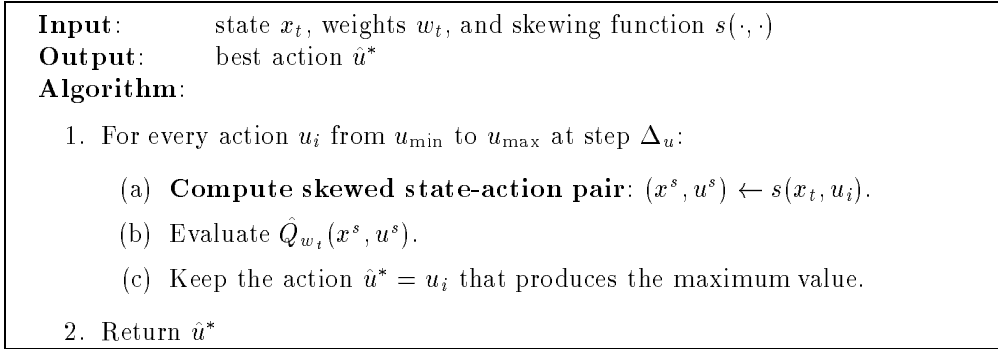 Input: state x_t, weights w_t, and skewing function s(·, ·)
Output: best action û*
Algorithm:
1. For every action u_i from u_min to u_max at step Δ_u:
(a) Compute skewed state-action pair: (x^s, u^s) ← s(x_t, u_i).
(b) Evaluate Q̂_{w_t}(x^s, u^s).
(c) Keep the action û* = u_i that produces the maximum value.
2. Return û*